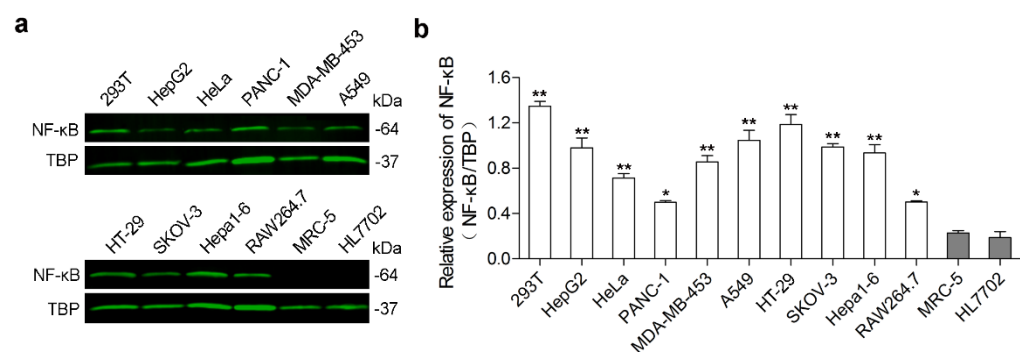 a
293T HepG2 HeLa PANC-1 MDA-MB-453 A549 kDa
NF-κB -64
TBP -37
HT-29 SKOV-3 Hepa1-6 RAW264.7 MRC-5 HL7702 kDa
NF-κB -64
TBP -37
b
Relative expression of NF-κB
( NF-κB/TBP)
1.6
1.2
0.8
0.4
0.0
** ** ** * ** ** ** ** ** *
293T HepG2 HeLa PANC-1 MDA-MB-453 A549 HT-29 SKOV-3 Hepa1-6 RAW264.7 MRC-5 HL7702